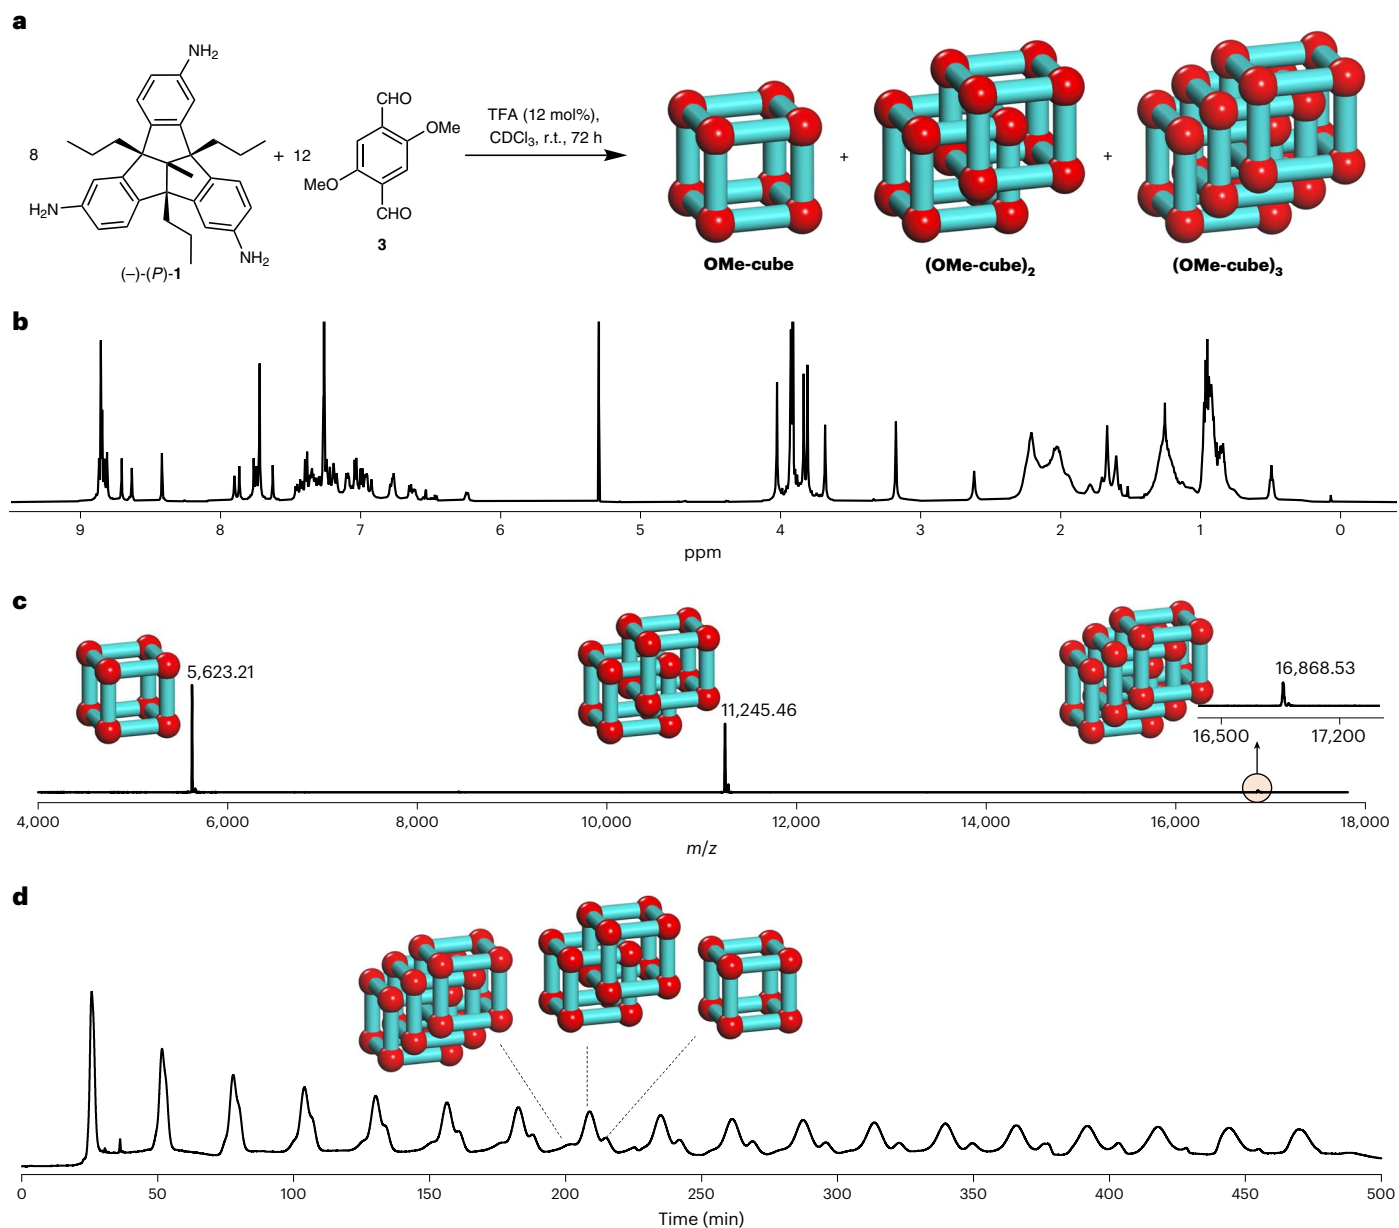 a
NH2
H2N
NH2
8
(–)-(P)-1
+ 12
CHO
OMe
MeO
CHO
3
TFA (12 mol%),
CDCl3, r.t., 72 h
+
+
OMe-cube
(OMe-cube)2
(OMe-cube)3
b
9 8 7 6 5 4 3 2 1 0
ppm
c
5,623.21
11,245.46
16,868.53
16,500 17,200
4,000 6,000 8,000 10,000 12,000 14,000 16,000 18,000
m/z
d
0 50 100 150 200 250 300 350 400 450 500
Time (min)